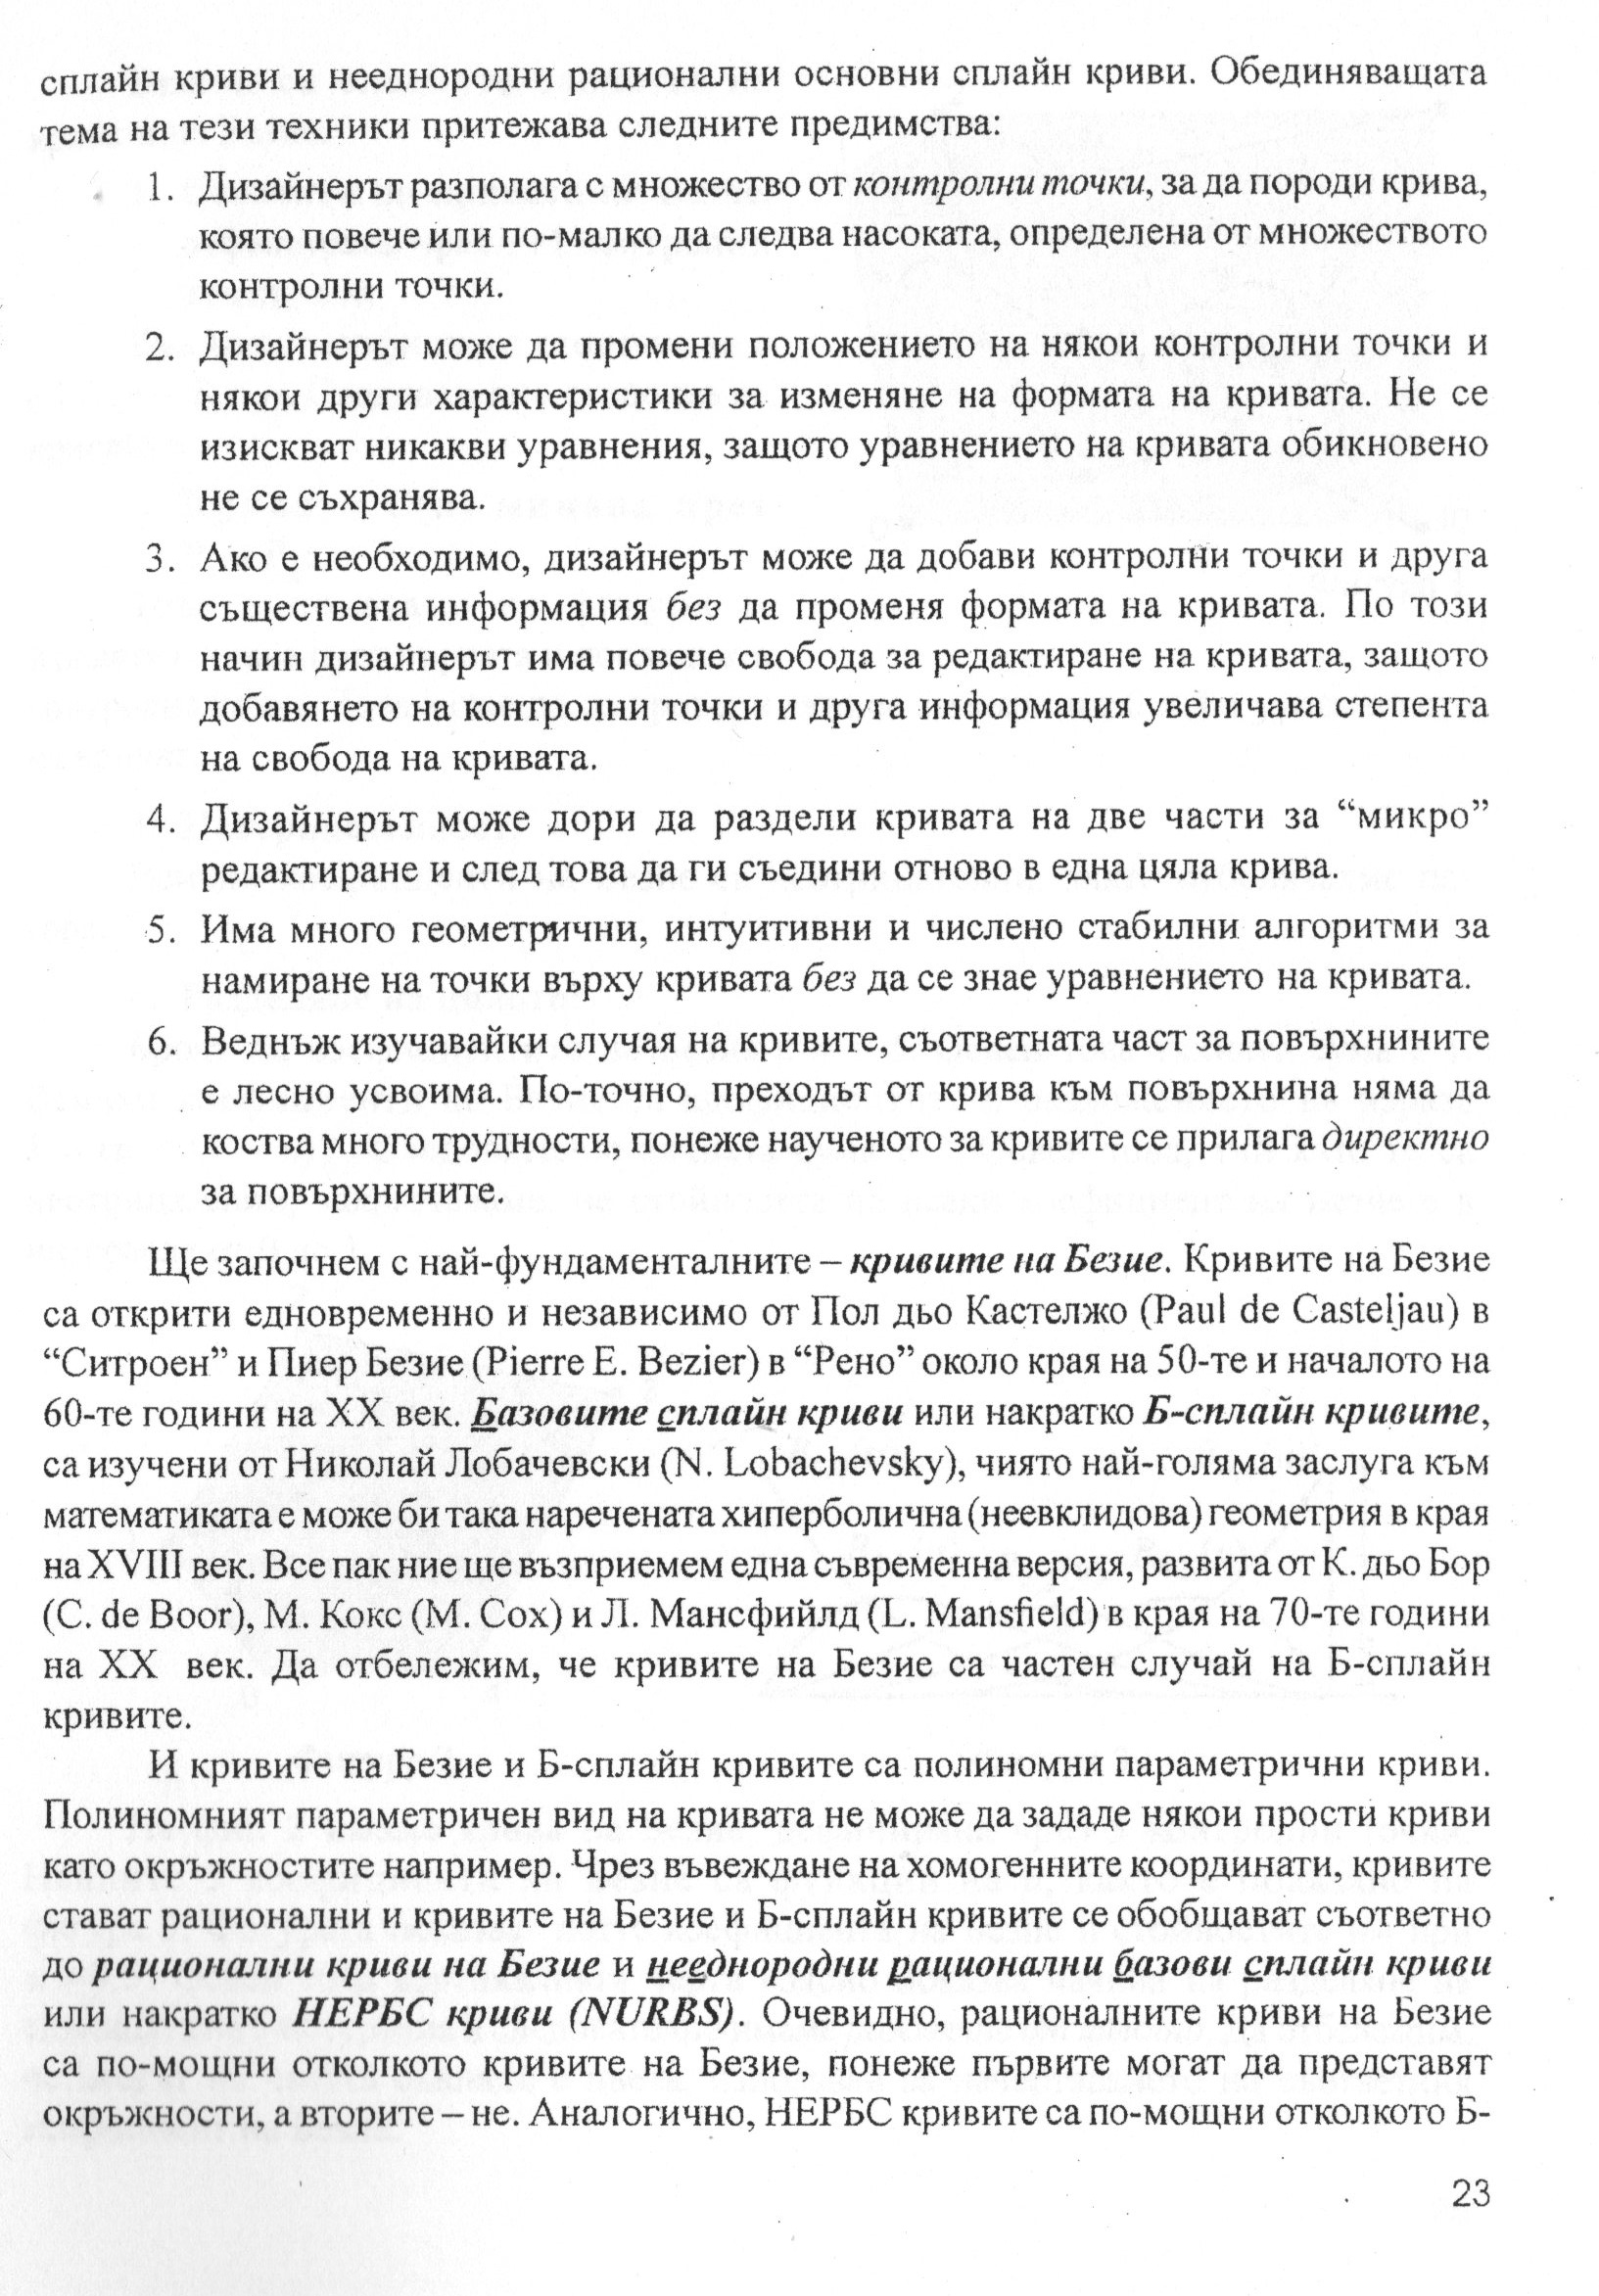 сплайн криви и нееднородни рационални основни сплайн криви. Обединяващата
тема на тези техники притежава следните предимства:
1. Дизайнерът разполага с множество от контролни точки, за да породи крива,
която повече или по-малко да следва насоката, определена от множеството
контролни точки.
2. Дизайнерът може да промени положението на някои контролни точки и
някои други характеристики за изменяне на формата на кривата. Не се
изискват никакви уравнения, защото уравнението на кривата обикновено
не се съхранява.
3. Ако е необходимо, дизайнерът може да добави контролни точки и друга
съществена информация без да променя формата на кривата. По този
начин дизайнерът има повече свобода за редактиране на кривата, защото
добавянето на контролни точки и друга информация увеличава степента
на свобода на кривата.
4. Дизайнерът може дори да раздели кривата на две части за “микро”
редактиране и след това да ги съедини отново в една цяла крива.
5. Има много геометрични, интуитивни и числено стабилни алгоритми за
намиране на точки върху кривата без да се знае уравнението на кривата.
6. Веднъж изучавайки случая на кривите, съответната част за повърхнините
е лесно усвоима. По-точно, преходът от крива към повърхнина няма да
коства много трудности, понеже наученото за кривите се прилага директно
за повърхнините.
Ще започнем с най-фундаменталните – кривите на Безие. Кривите на Безие
са открити едновременно и независимо от Пол дьо Кастелжо (Paul de Casteljau) в
“Ситроен” и Пиер Безие (Pierre E. Bezier) в “Рено” около края на 50-те и началото на
60-те години на XX век. Базовите сплайн криви или накратко Б-сплайн кривите,
са изучени от Николай Лобачевски (N. Lobachevsky), чиято най-голяма заслуга към
математиката е може би така наречената хиперболична (неевклидова) геометрия в края
на XVIII век. Все пак ние ще възприемем една съвременна версия, развита от К. дьо Бор
(C. de Boor), М. Кокс (M. Cox) и Л. Мансфийлд (L. Mansfield) в края на 70-те години
на XX век. Да отбележим, че кривите на Безие са частен случай на Б-сплайн
кривите.
И кривите на Безие и Б-сплайн кривите са полиномни параметрични криви.
Полиномният параметричен вид на кривата не може да зададе някои прости криви
като окръжностите например. Чрез въвеждане на хомогенните координати, кривите
стават рационални и кривите на Безие и Б-сплайн кривите се обобщават съответно
до рационални криви на Безие и нееднородни рационални базови сплайн криви
или накратко НЕРБС криви (NURBS). Очевидно, рационалните криви на Безие
са по-мощни отколкото кривите на Безие, понеже първите могат да представят
окръжности, а вторите – не. Аналогично, НЕРБС кривите са по-мощни отколкото Б-
23